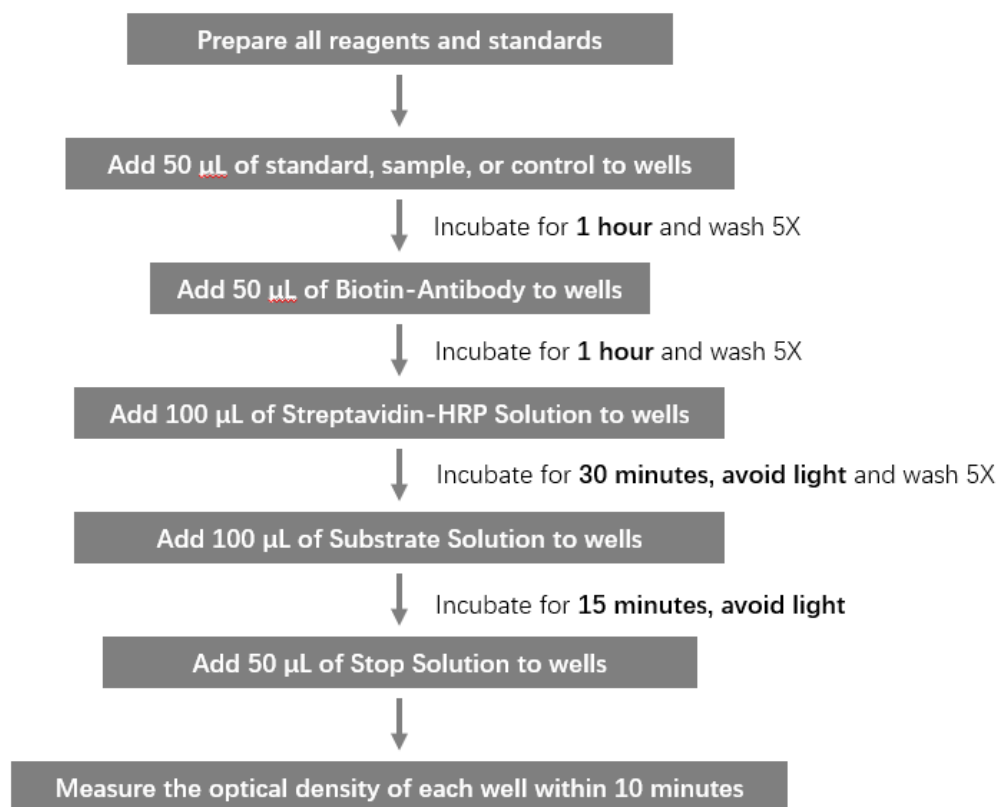 Prepare all reagents and standards
Add 50 μL of standard, sample, or control to wells
Incubate for 1 hour and wash 5X
Add 50 μL of Biotin-Antibody to wells
Incubate for 1 hour and wash 5X
Add 100 μL of Streptavidin-HRP Solution to wells
Incubate for 30 minutes, avoid light and wash 5X
Add 100 μL of Substrate Solution to wells
Incubate for 15 minutes, avoid light
Add 50 μL of Stop Solution to wells
Measure the optical density of each well within 10 minutes